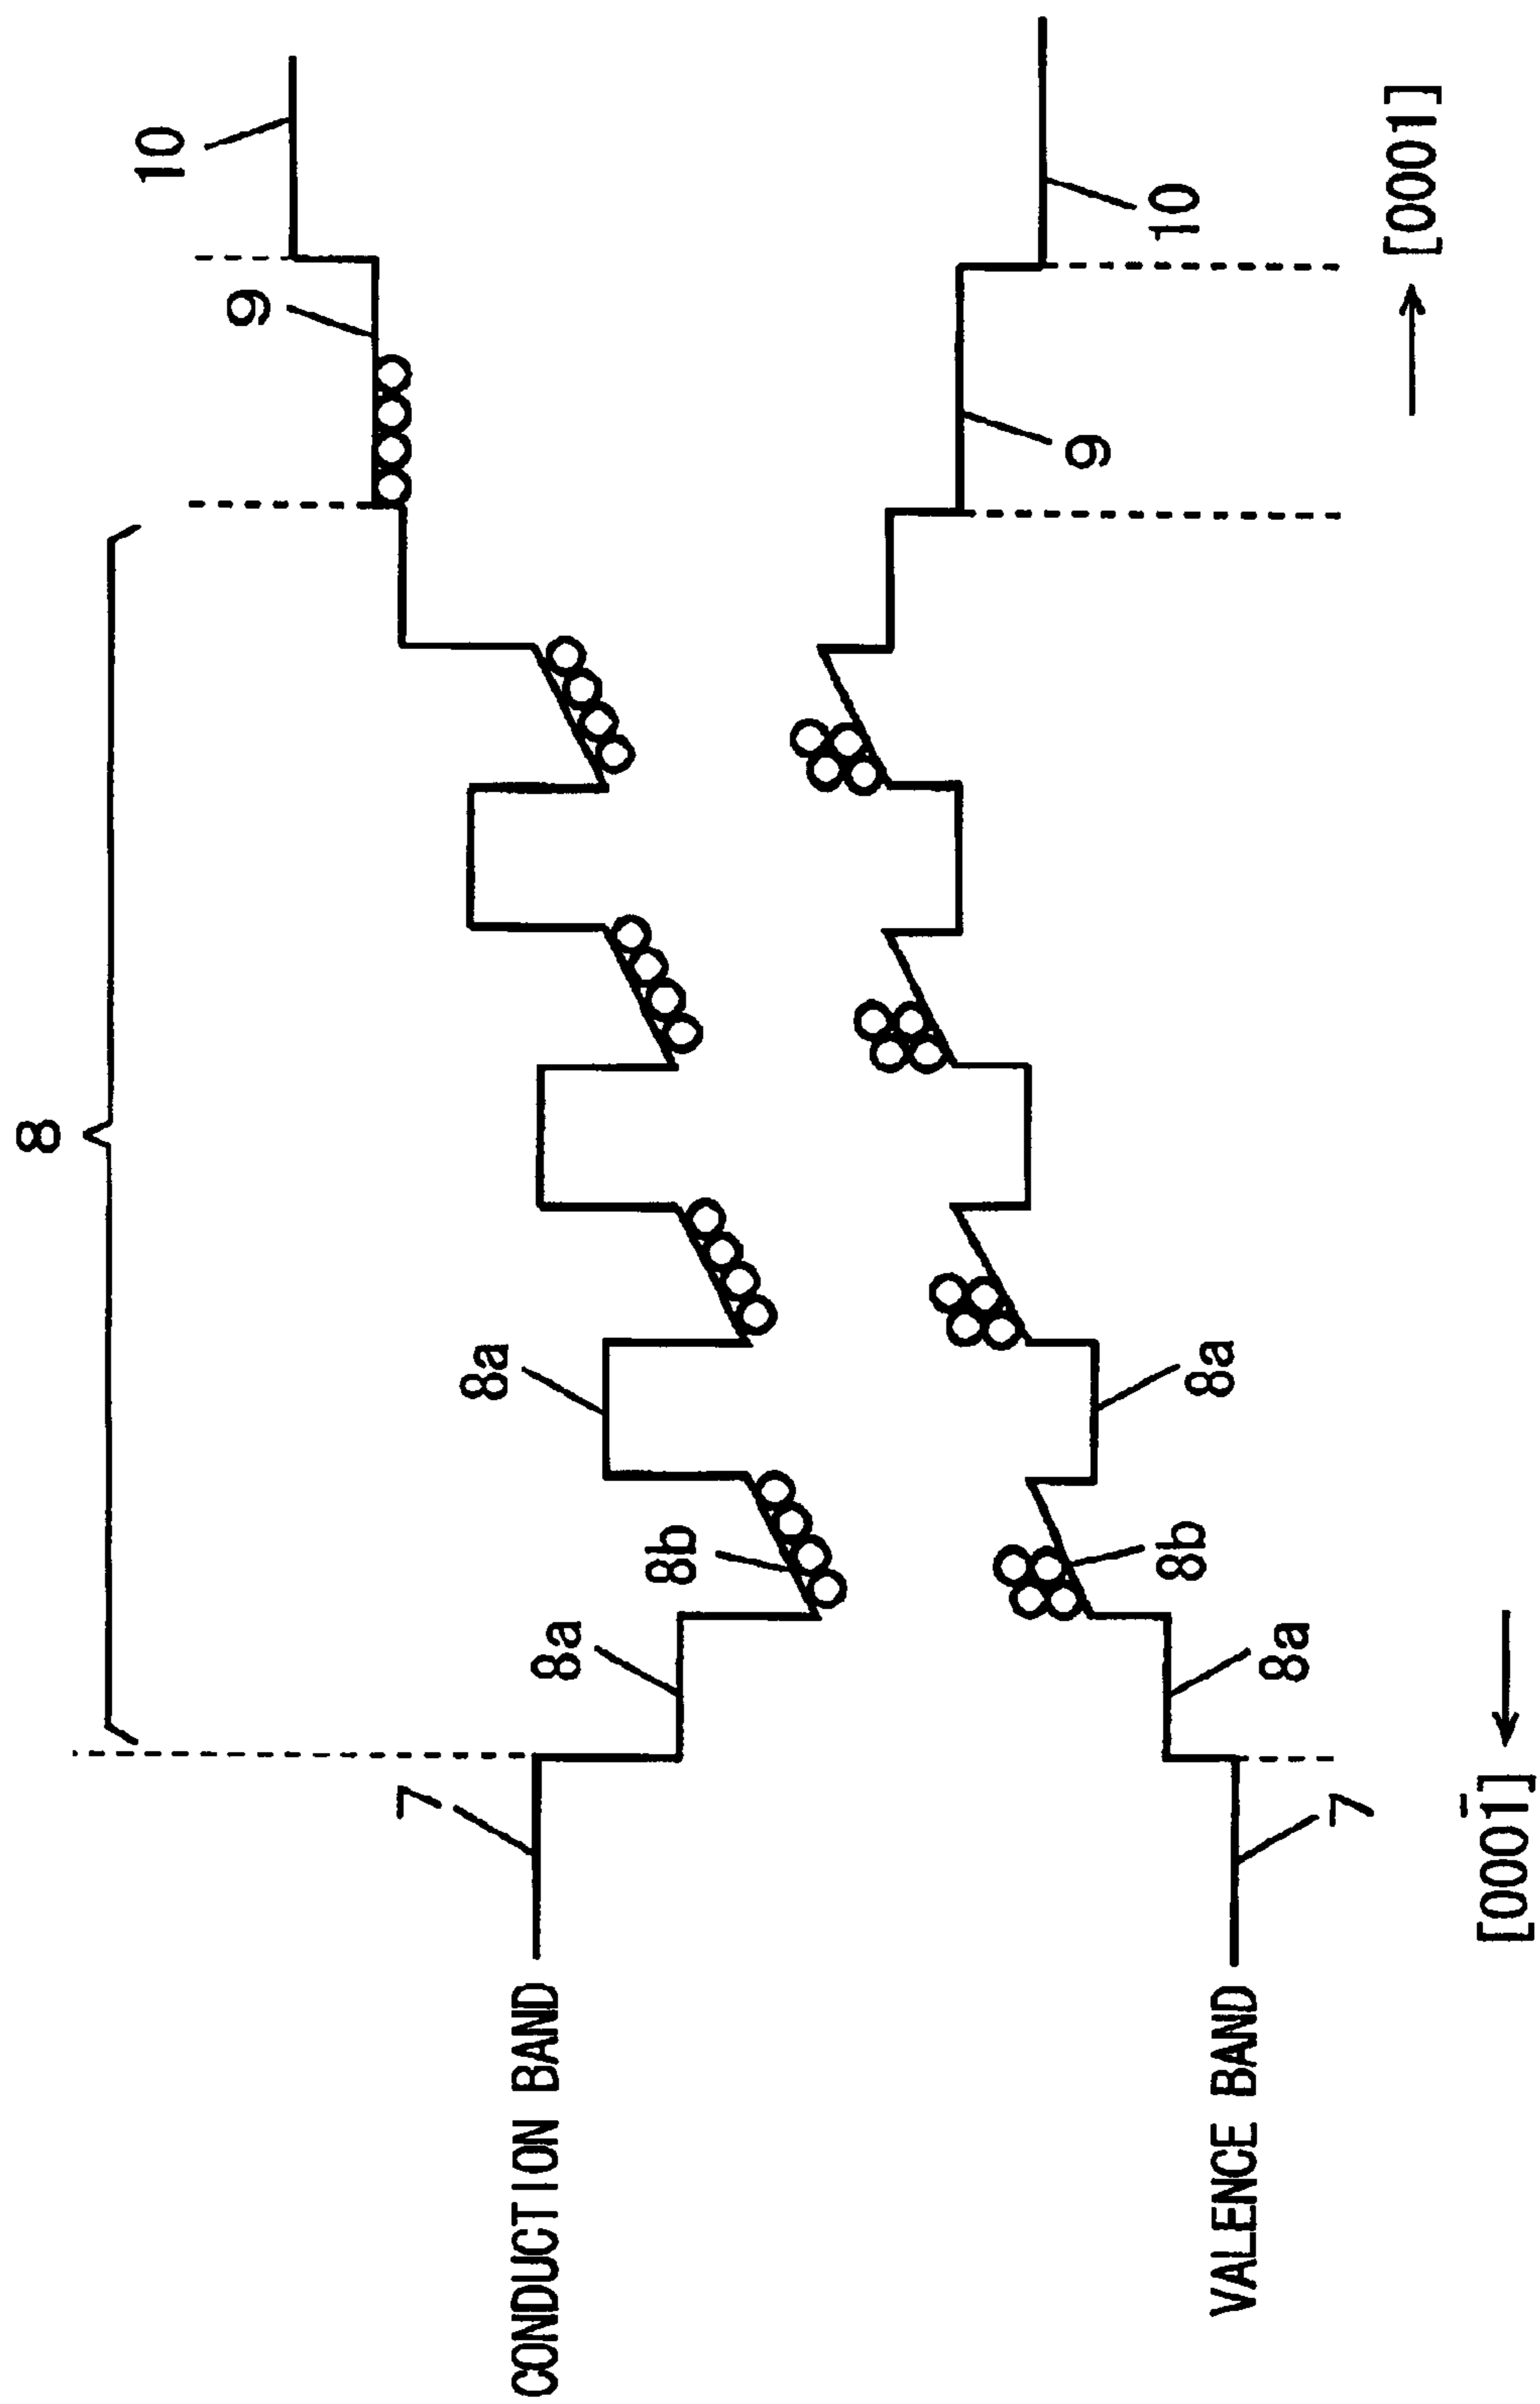 8
10
9
8a
8a
8b
7
CONDUCTION BAND
10
9
8a
8b
8a
7
VALENCE BAND
[0001̄]
[0001]